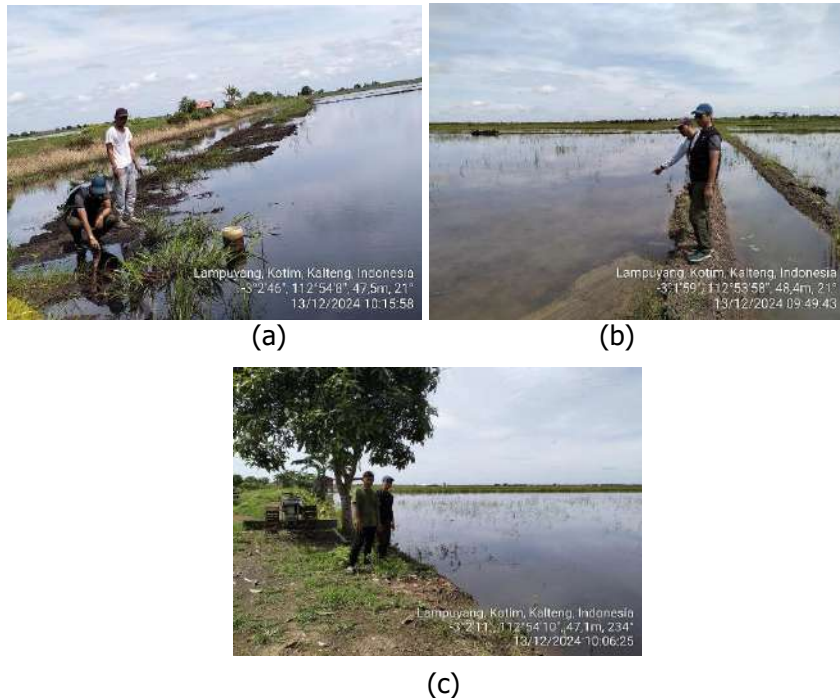 Lampuyang, Kotim, Kalteng, Indonesia
-3°2'46", 112°54'8", 47,5m, 21°
13/12/2024 10:15:58
(a)
Lampuyang, Kotim, Kalteng, Indonesia
-3°1'59", 112°53'58", 48,4m, 21°
13/12/2024 09:49:43
(b)
Lampuyang, Kotim, Kalteng, Indonesia
-3°2'11", 112°54'10", 47,1m, 234°
13/12/2024 10:06:25
(c)